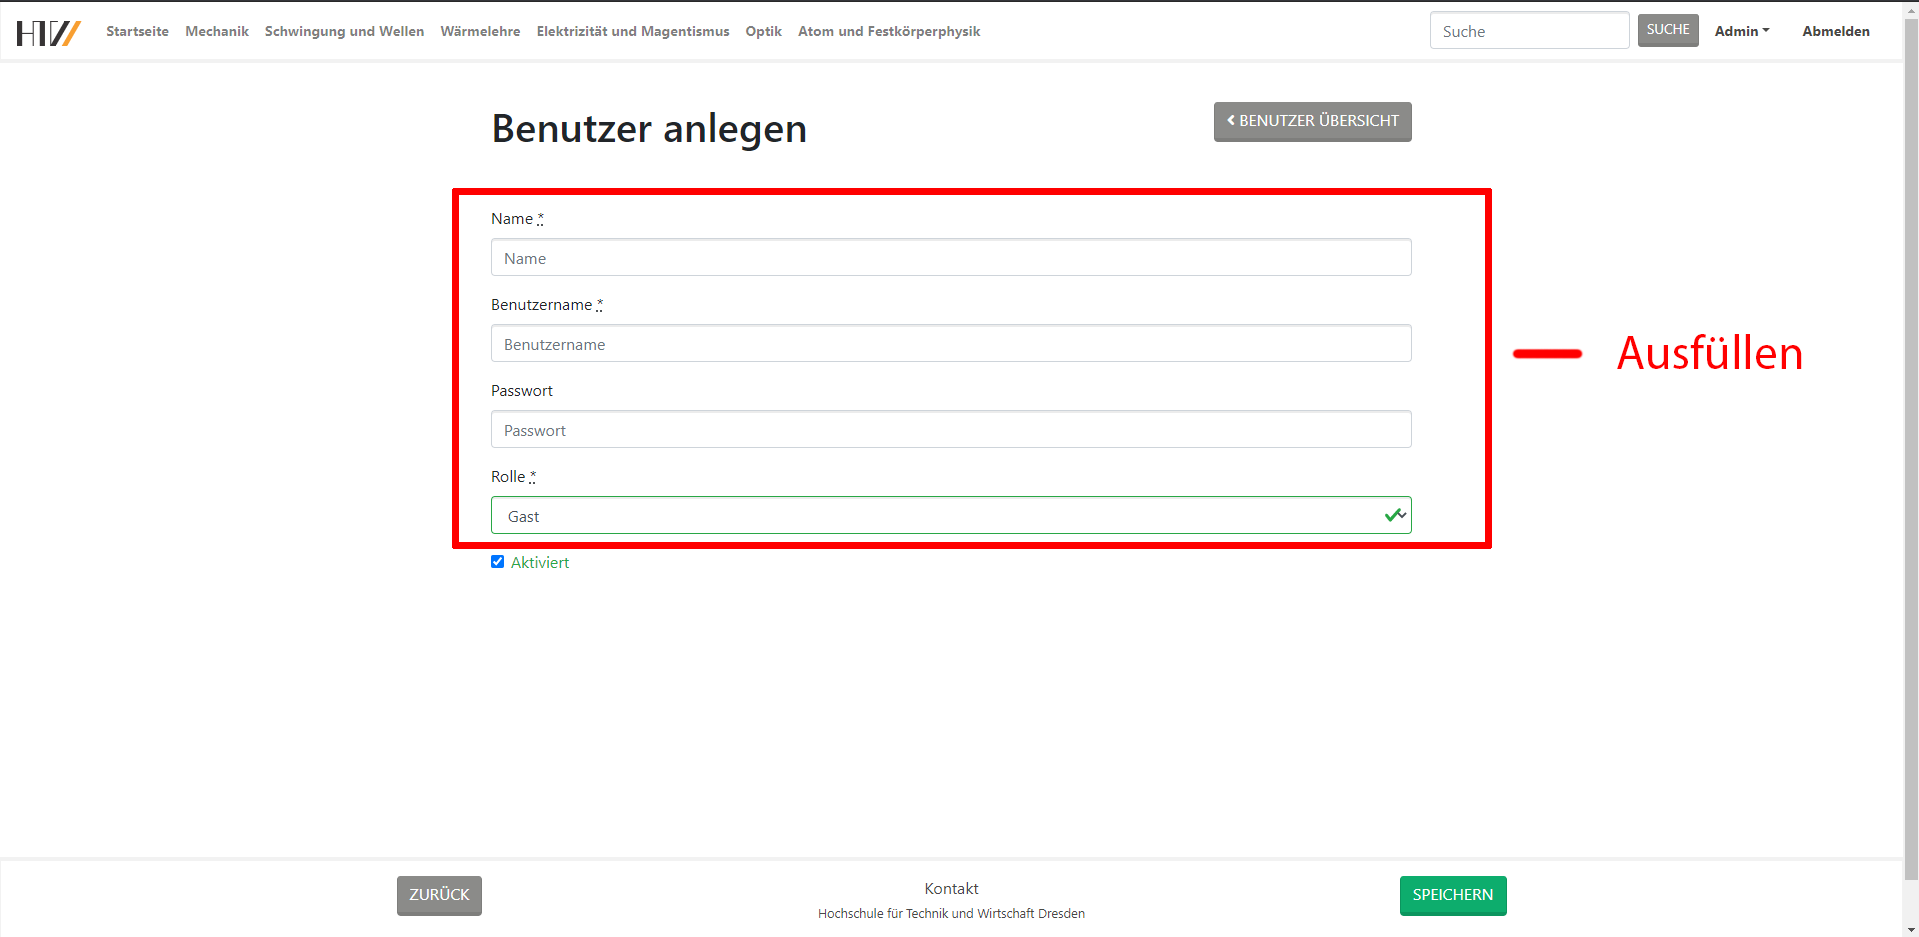 HTW Startseite Mechanik Schwingung und Wellen Wärmelehre Elektrizität und Magentismus Optik Atom und Festkörperphysik Suche SUCHE Admin Abmelden
Benutzer anlegen BENUTZER ÜBERSICHT
Name *
Name
Benutzername *
Benutzername
Ausfüllen
Passwort
Passwort
Rolle *
Gast
Aktiviert
ZURÜCK Kontakt SPEICHERN
Hochschule für Technik und Wirtschaft Dresden